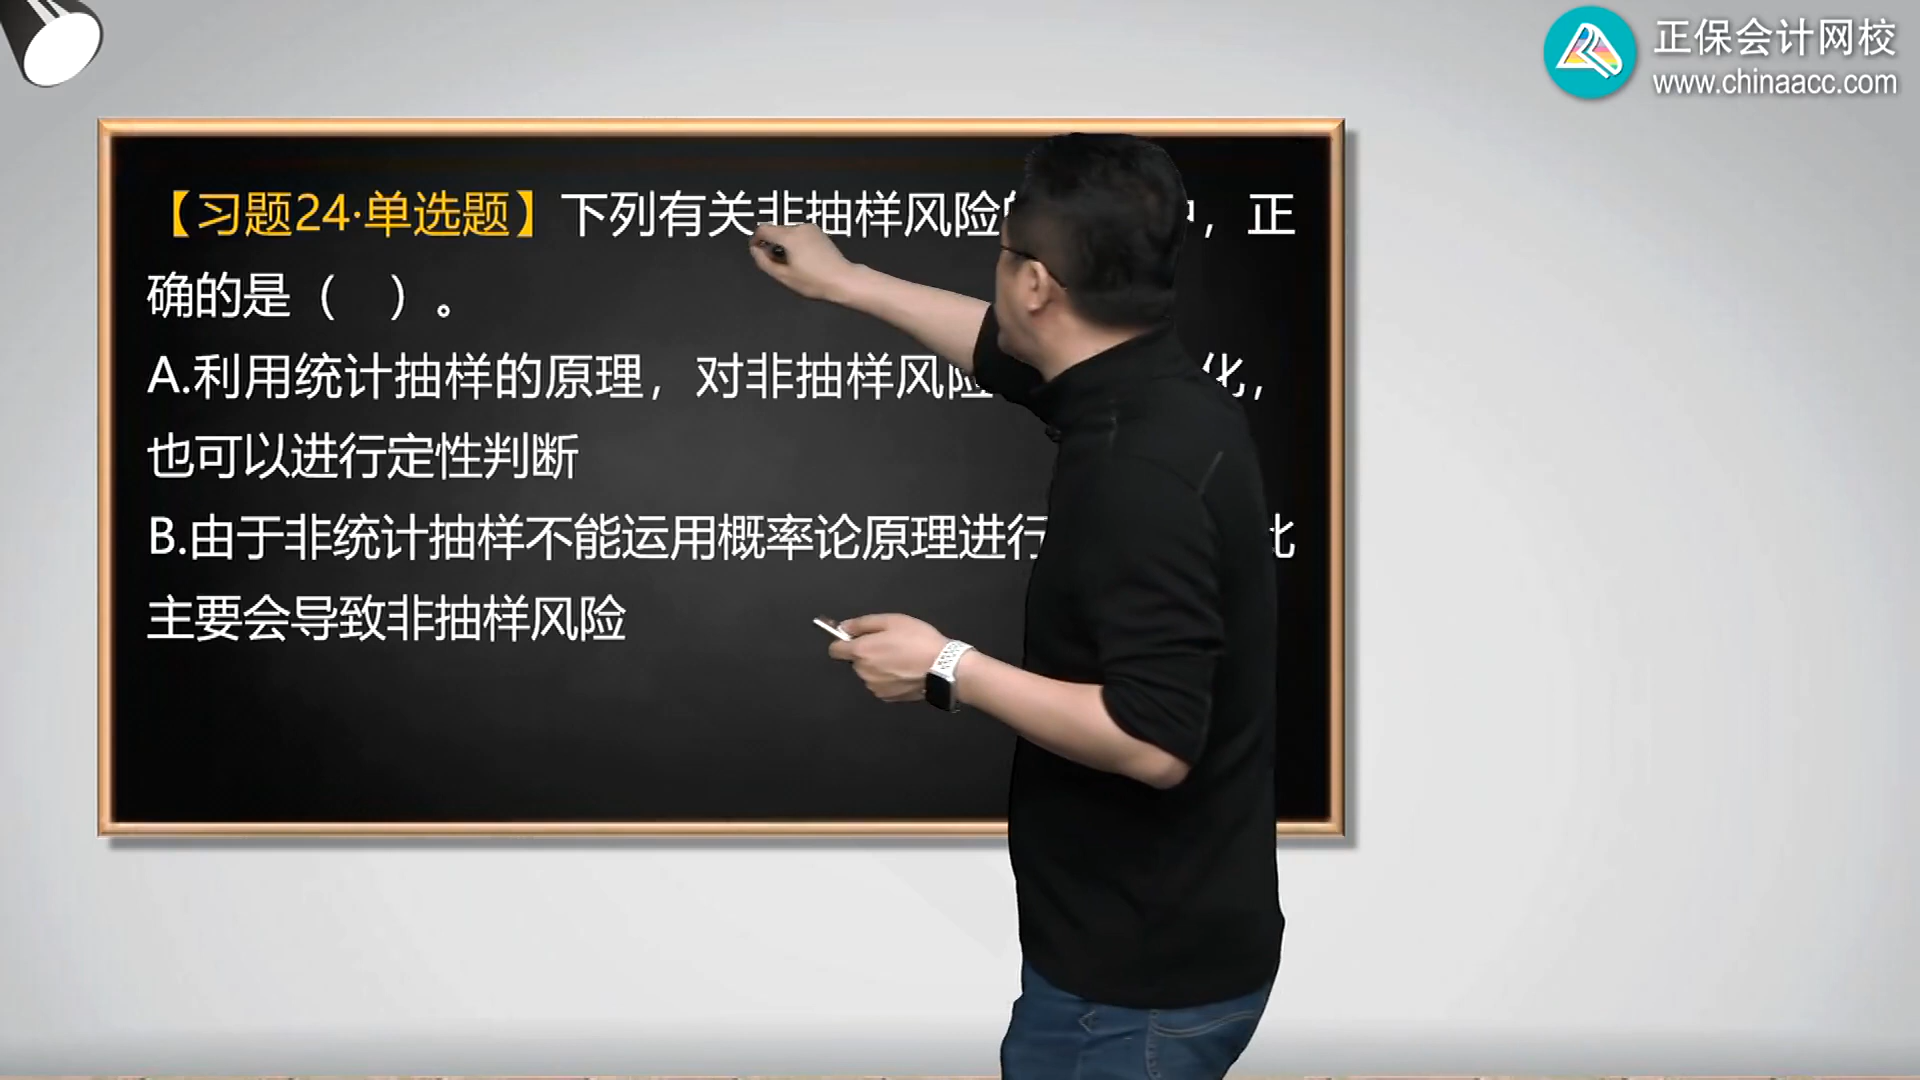 正保会计网校
www.chinaacc.com
【习题24·单选题】下列有关非抽样风险，正
确的是（ ）。
A.利用统计抽样的原理，对非抽样风险化，
也可以进行定性判断
B.由于非统计抽样不能运用概率论原理进行比
主要会导致非抽样风险